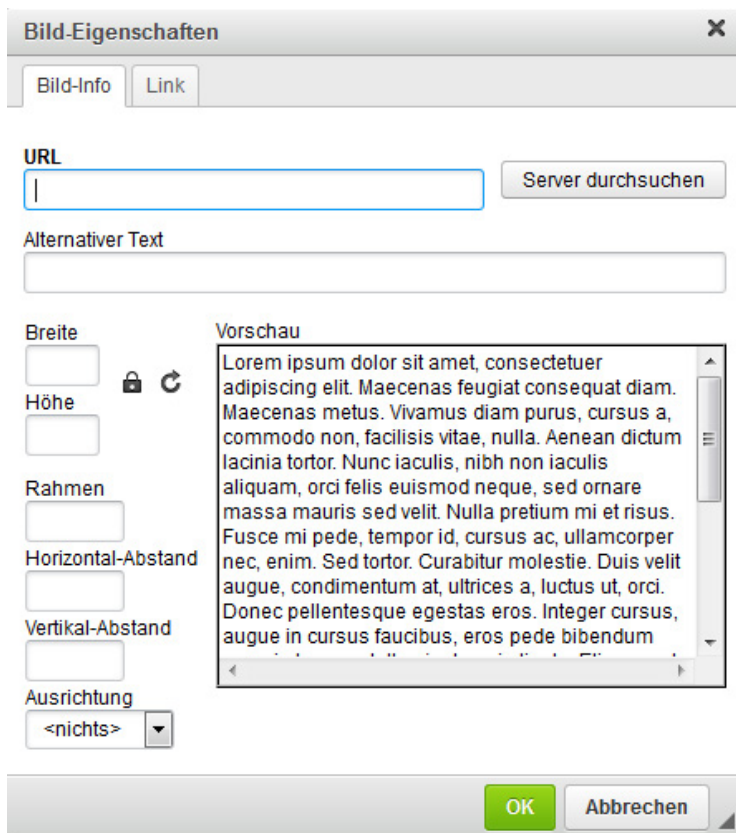 Bild-Eigenschaften
Bild-Info Link
URL
Server durchsuchen
Alternativer Text
Breite
Höhe
Rahmen
Horizontal-Abstand
Vertikal-Abstand
Ausrichtung
<nichts>
Vorschau
Lorem ipsum dolor sit amet, consectetuer
adipiscing elit. Maecenas feugiat consequat diam.
Maecenas metus. Vivamus diam purus, cursus a,
commodo non, facilisis vitae, nulla. Aenean dictum
lacinia tortor. Nunc iaculis, nibh non iaculis
aliquam, orci felis euismod neque, sed ornare
massa mauris sed velit. Nulla pretium mi et risus.
Fusce mi pede, tempor id, cursus ac, ullamcorper
nec, enim. Sed tortor. Curabitur molestie. Duis velit
augue, condimentum at, ultrices a, luctus ut, orci.
Donec pellentesque egestas eros. Integer cursus,
augue in cursus faucibus, eros pede bibendum
OK Abbrechen